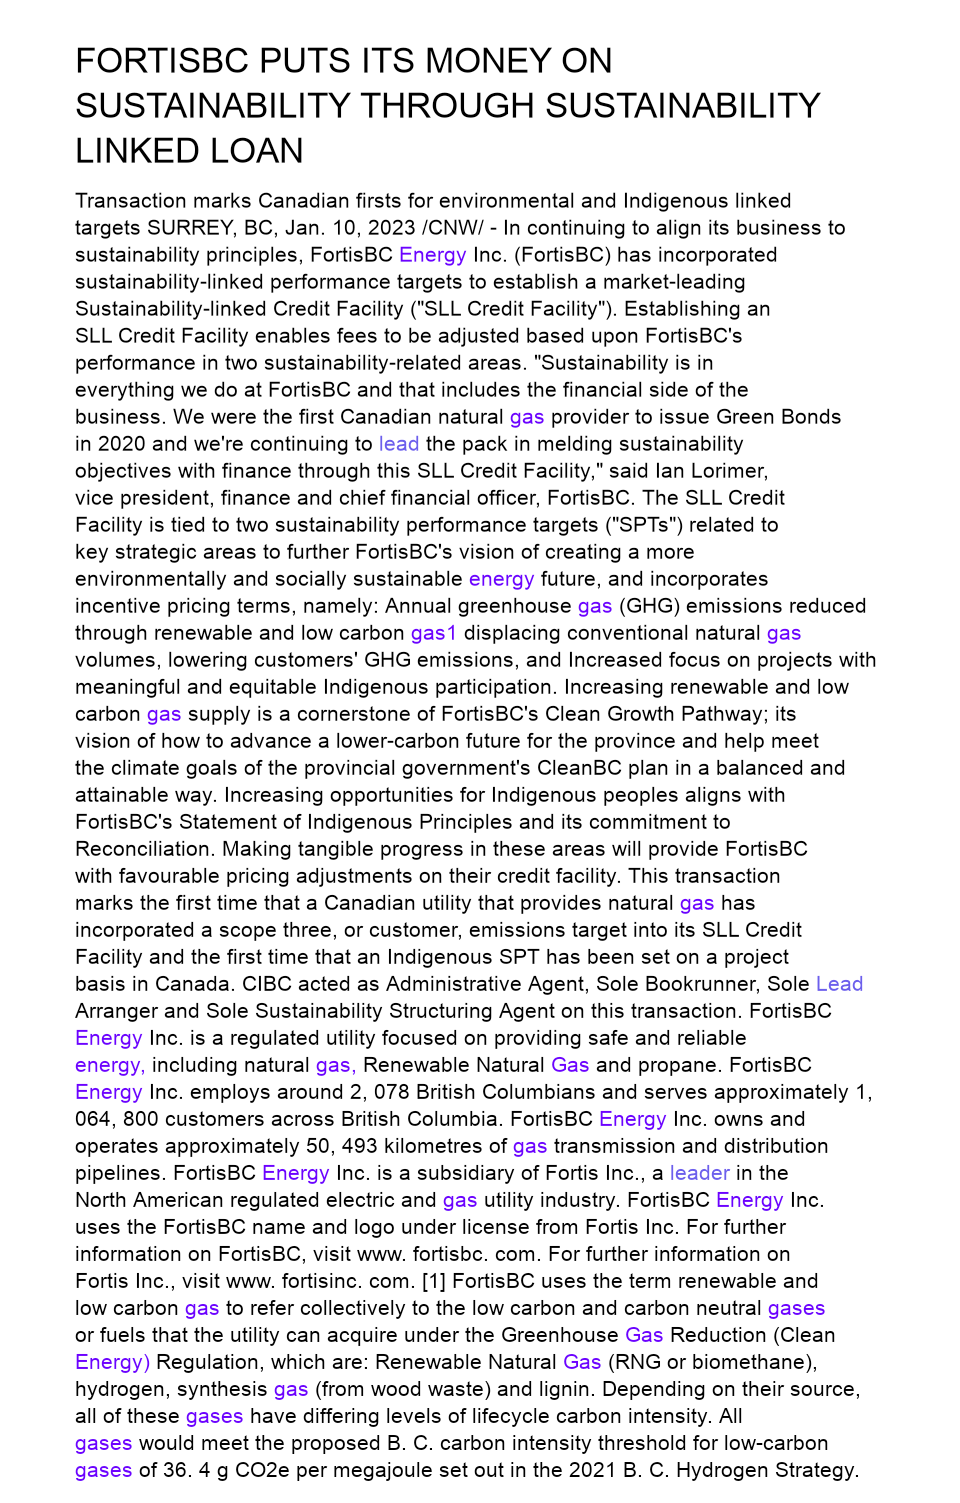 FORTISBC PUTS ITS MONEY ON
SUSTAINABILITY THROUGH SUSTAINABILITY
LINKED LOAN
Transaction marks Canadian firsts for environmental and Indigenous linked
targets SURREY, BC, Jan. 10, 2023 /CNW/ - In continuing to align its business to
sustainability principles, FortisBC Energy Inc. (FortisBC) has incorporated
sustainability-linked performance targets to establish a market-leading
Sustainability-linked Credit Facility ("SLL Credit Facility"). Establishing an
SLL Credit Facility enables fees to be adjusted based upon FortisBC's
performance in two sustainability-related areas. "Sustainability is in
everything we do at FortisBC and that includes the financial side of the
business. We were the first Canadian natural gas provider to issue Green Bonds
in 2020 and we're continuing to lead the pack in melding sustainability
objectives with finance through this SLL Credit Facility," said Ian Lorimer,
vice president, finance and chief financial officer, FortisBC. The SLL Credit
Facility is tied to two sustainability performance targets ("SPTs") related to
key strategic areas to further FortisBC's vision of creating a more
environmentally and socially sustainable energy future, and incorporates
incentive pricing terms, namely: Annual greenhouse gas (GHG) emissions reduced
through renewable and low carbon gas1 displacing conventional natural gas
volumes, lowering customers' GHG emissions, and Increased focus on projects with
meaningful and equitable Indigenous participation. Increasing renewable and low
carbon gas supply is a cornerstone of FortisBC's Clean Growth Pathway; its
vision of how to advance a lower-carbon future for the province and help meet
the climate goals of the provincial government's CleanBC plan in a balanced and
attainable way. Increasing opportunities for Indigenous peoples aligns with
FortisBC's Statement of Indigenous Principles and its commitment to
Reconciliation. Making tangible progress in these areas will provide FortisBC
with favourable pricing adjustments on their credit facility. This transaction
marks the first time that a Canadian utility that provides natural gas has
incorporated a scope three, or customer, emissions target into its SLL Credit
Facility and the first time that an Indigenous SPT has been set on a project
basis in Canada. CIBC acted as Administrative Agent, Sole Bookrunner, Sole Lead
Arranger and Sole Sustainability Structuring Agent on this transaction. FortisBC
Energy Inc. is a regulated utility focused on providing safe and reliable
energy, including natural gas, Renewable Natural Gas and propane. FortisBC
Energy Inc. employs around 2, 078 British Columbians and serves approximately 1,
064, 800 customers across British Columbia. FortisBC Energy Inc. owns and
operates approximately 50, 493 kilometres of gas transmission and distribution
pipelines. FortisBC Energy Inc. is a subsidiary of Fortis Inc., a leader in the
North American regulated electric and gas utility industry. FortisBC Energy Inc.
uses the FortisBC name and logo under license from Fortis Inc. For further
information on FortisBC, visit www. fortisbc. com. For further information on
Fortis Inc., visit www. fortisinc. com. [1] FortisBC uses the term renewable and
low carbon gas to refer collectively to the low carbon and carbon neutral gases
or fuels that the utility can acquire under the Greenhouse Gas Reduction (Clean
Energy) Regulation, which are: Renewable Natural Gas (RNG or biomethane),
hydrogen, synthesis gas (from wood waste) and lignin. Depending on their source,
all of these gases have differing levels of lifecycle carbon intensity. All
gases would meet the proposed B. C. carbon intensity threshold for low-carbon
gases of 36. 4 g CO2e per megajoule set out in the 2021 B. C. Hydrogen Strategy.